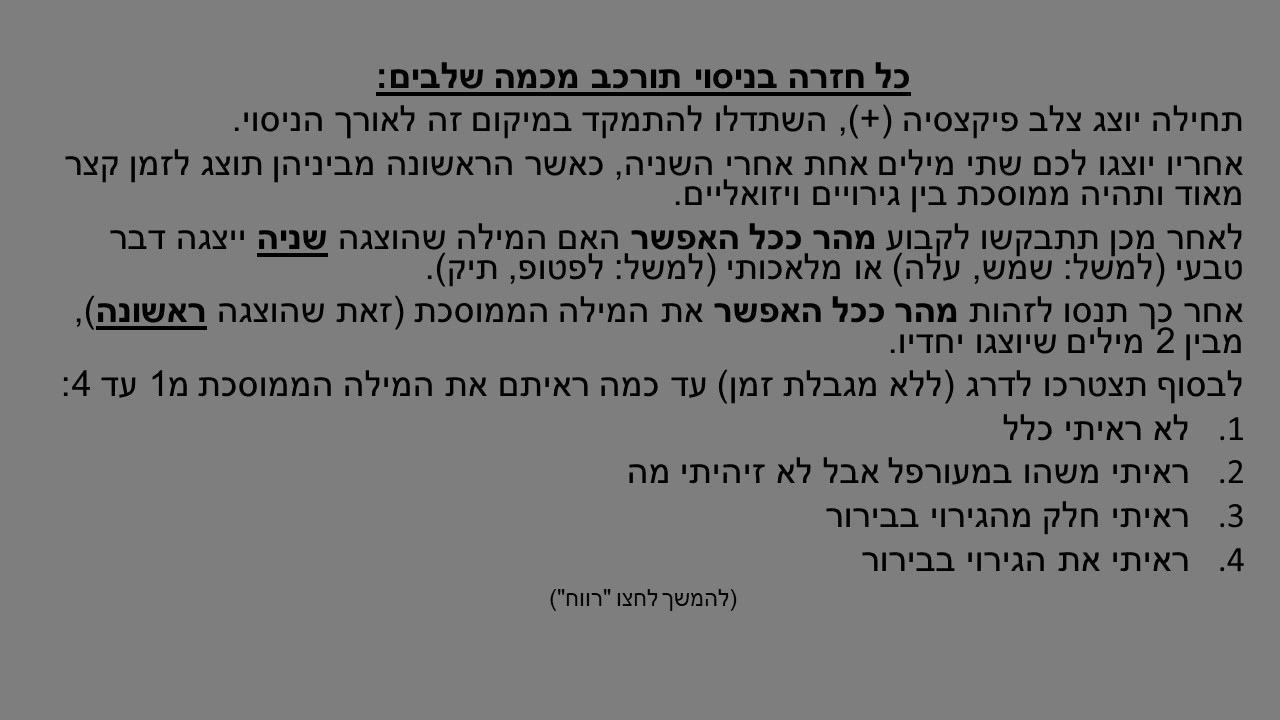 כל חזרה בניסוי תורכב מכמה שלבים:
תחילה יוצג צלב פיקצסיה (+), השתדלו להתמקד במיקום זה לאורך הניסוי.
אחריו יוצגו לכם שתי מילים אחת אחרי השניה, כאשר הראשונה מביניהן תוצג לזמן קצר
מאוד ותהיה ממוסכת בין גירויים ויזואליים.
לאחר מכן תתבקשו לקבוע מהר ככל האפשר האם המילה שהוצגה שניה ייצגה דבר
טבעי (למשל: שמש, עלה) או מלאכותי (למשל: לפטופ, תיק).
אחר כך תנסו לזהות מהר ככל האפשר את המילה הממוסכת (זאת שהוצגה ראשונה),
מבין 2 מילים שיוצגו יחדיו.
לבסוף תצטרכו לדרג (ללא מגבלת זמן) עד כמה ראיתם את המילה הממוסכת מ1 עד 4:
1. לא ראיתי כלל
2. ראיתי משהו במעורפל אבל לא זיהיתי מה
3. ראיתי חלק מהגירוי בבירור
4. ראיתי את הגירוי בבירור
(להמשך לחצו "רווח")